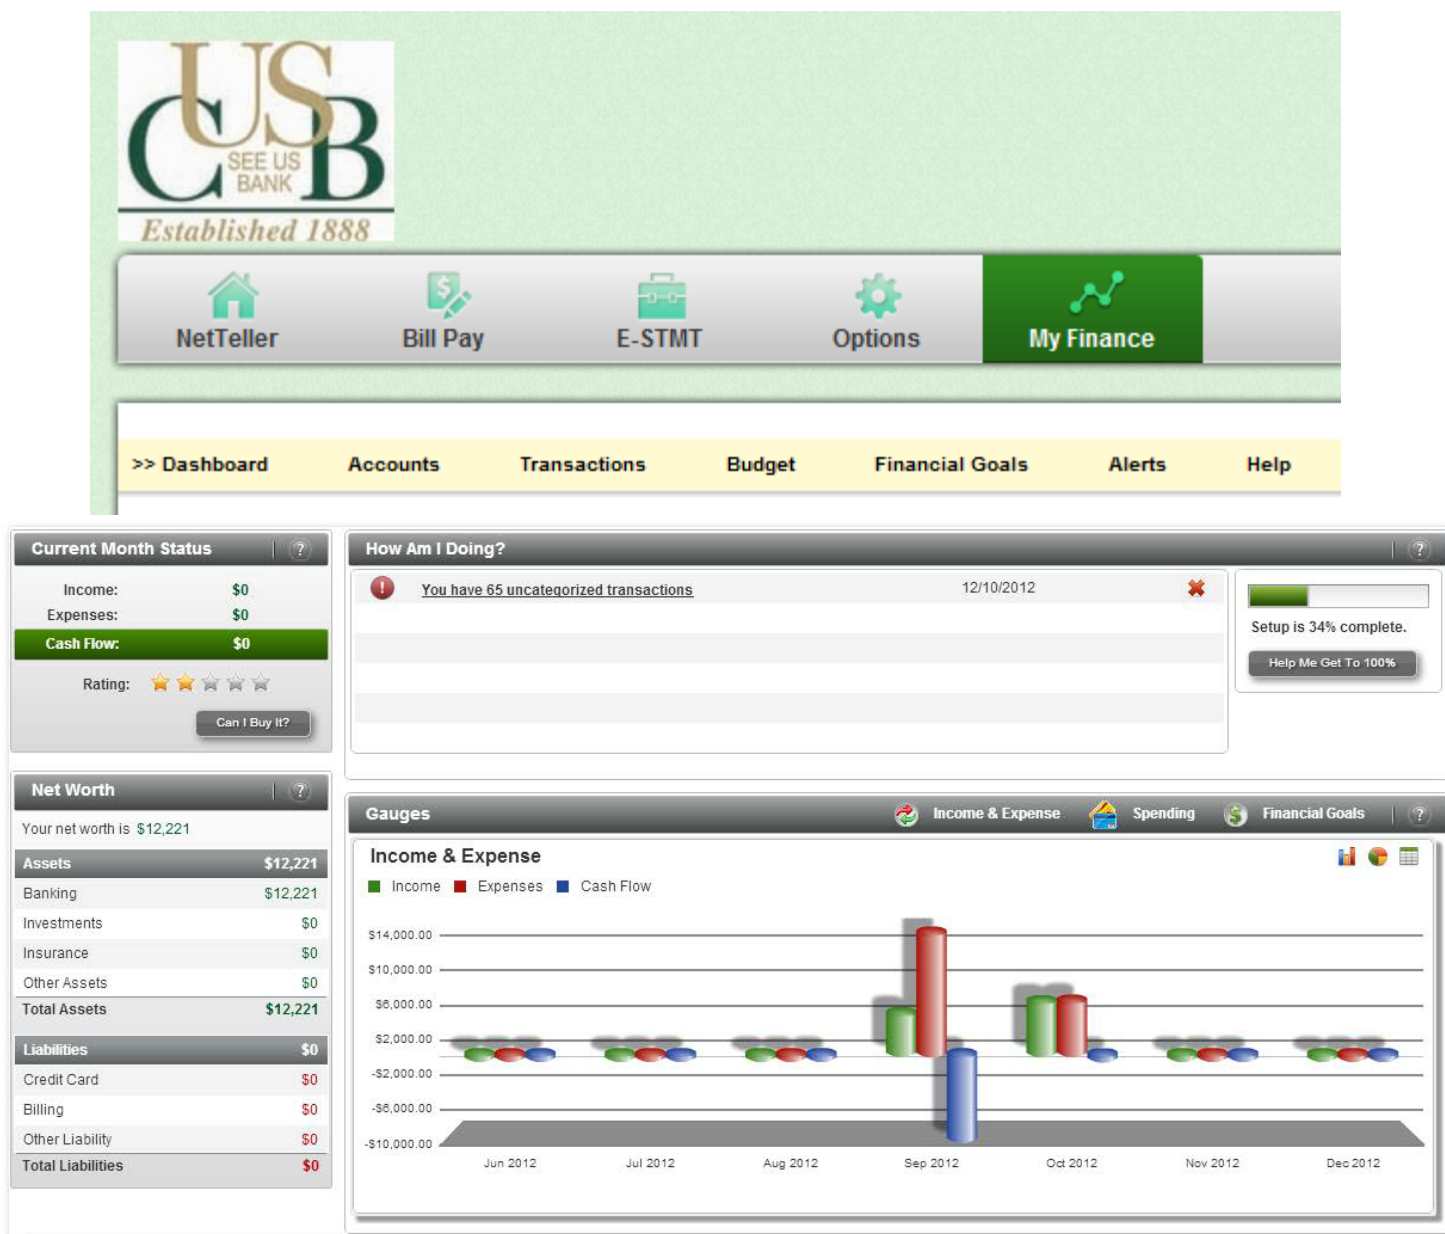 CUSB
SEE US
BANK
Established 1888
NetTeller
Bill Pay
E-STMT
Options
My Finance
>> Dashboard Accounts Transactions Budget Financial Goals Alerts Help
Current Month Status ?
Income: $0
Expenses: $0
Cash Flow: $0
Rating:
Can I Buy It?
How Am I Doing? ?
! You have 65 uncategorized transactions 12/10/2012
Setup is 34% complete.
Help Me Get To 100%
Net Worth ?
Your net worth is $12,221
Assets $12,221
Banking $12,221
Investments $0
Insurance $0
Other Assets $0
Total Assets $12,221
Liabilities $0
Credit Card $0
Billing $0
Other Liability $0
Total Liabilities $0
Gauges Income & Expense Spending Financial Goals ?
Income & Expense
Income Expenses Cash Flow
$14,000.00
$10,000.00
$6,000.00
$2,000.00
-$2,000.00
-$6,000.00
-$10,000.00
Jun 2012 Jul 2012 Aug 2012 Sep 2012 Oct 2012 Nov 2012 Dec 2012